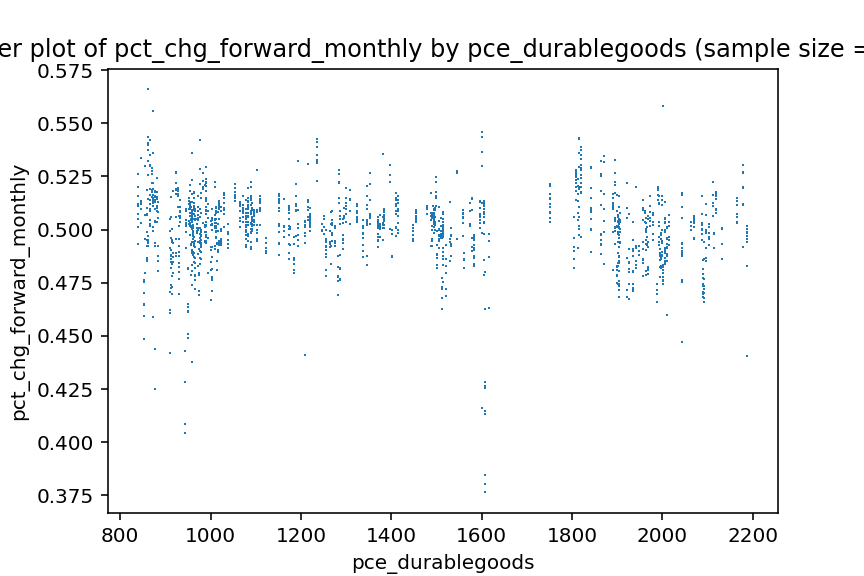 er plot of pct_chg_forward_monthly by pce_durablegoods (sample size =
0.575
0.550
0.525
0.500
0.475
0.450
0.425
0.400
0.375
pct_chg_forward_monthly
800 1000 1200 1400 1600 1800 2000 2200
pce_durablegoods